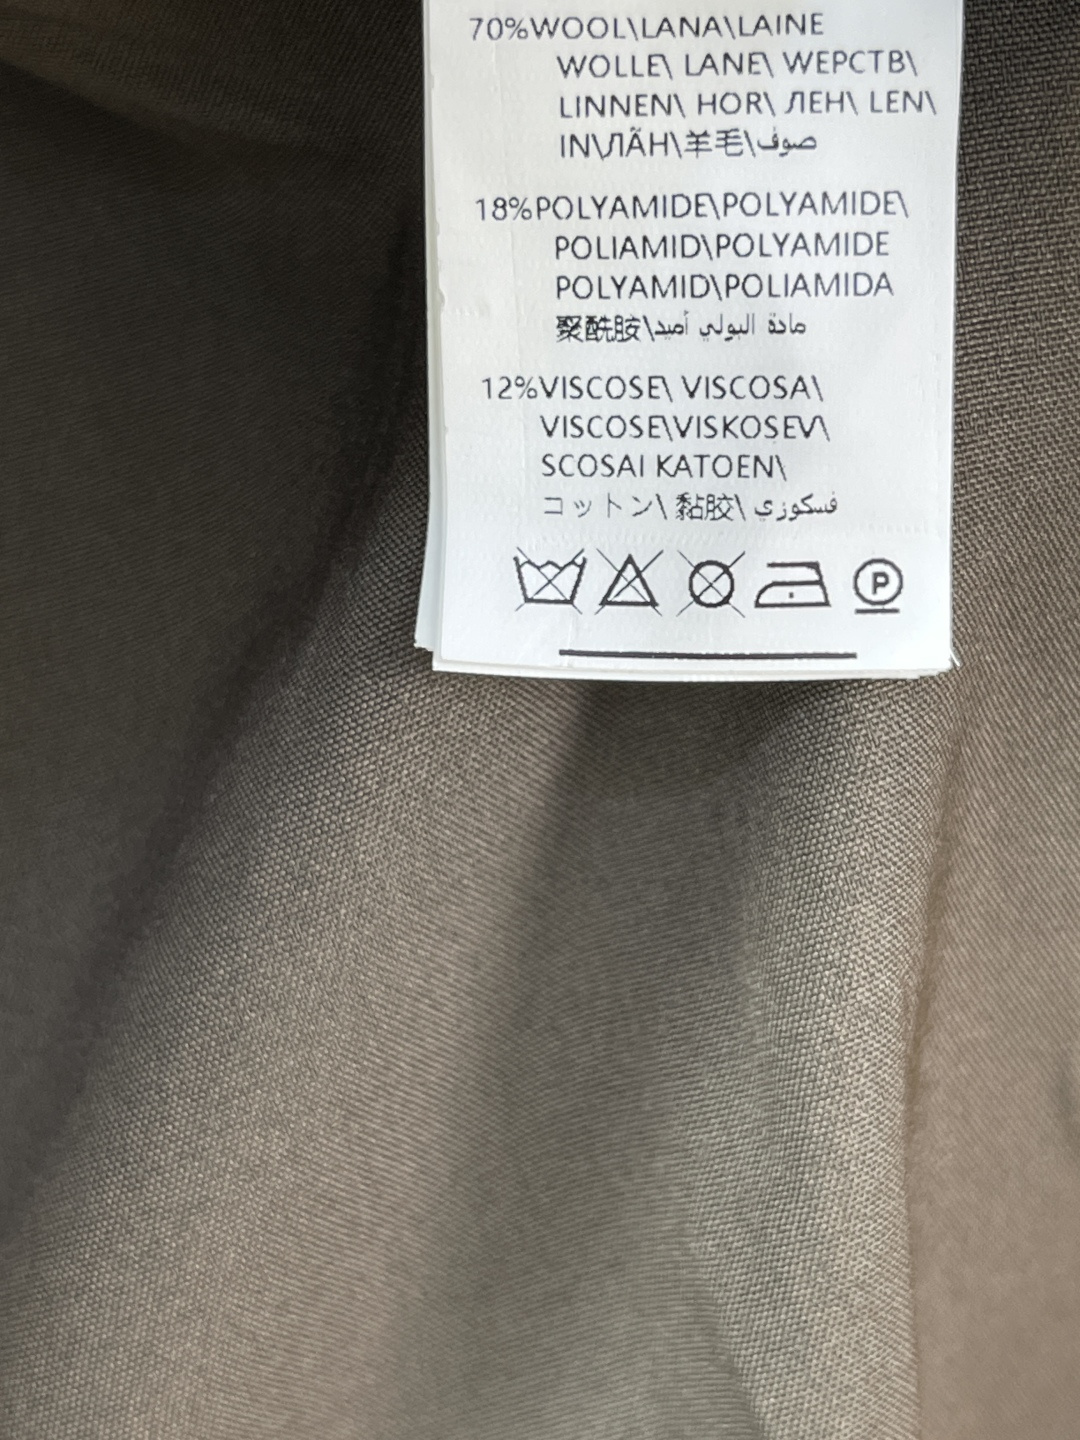 70%WOOL\LANA\LAINE
WOLLE\ LANE\ WEPCTB\
LINNEN\ HOR\ ЛЕН\ LEN\
IN\ЛÃH\羊毛\صوف
18%POLYAMIDE\POLYAMIDE\
POLIAMID\POLYAMIDE
POLYAMID\POLIAMIDA
聚酰胺\مادة البولي أميد
12%VISCOSE\ VISCOSA\
VISCOSE\VISKOSEV\
SCOSAI KATOEN\
コットン\ 黏胶\ فسكوزي
P